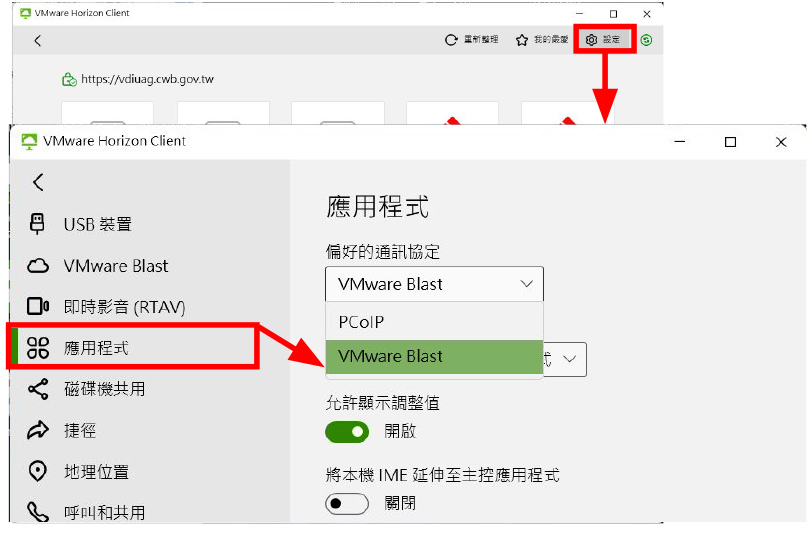 VMware Horizon Client
重新整理
我的最愛
設定
https://vdiuag.cwb.gov.tw
VMware Horizon Client
USB 裝置
VMware Blast
即時影音 (RTAV)
應用程式
磁碟機共用
捷徑
地理位置
呼叫和共用
應用程式
偏好的通訊協定
VMware Blast
PCoIP
VMware Blast
式
允許顯示調整值
開啟
將本機 IME 延伸至主控應用程式
關閉